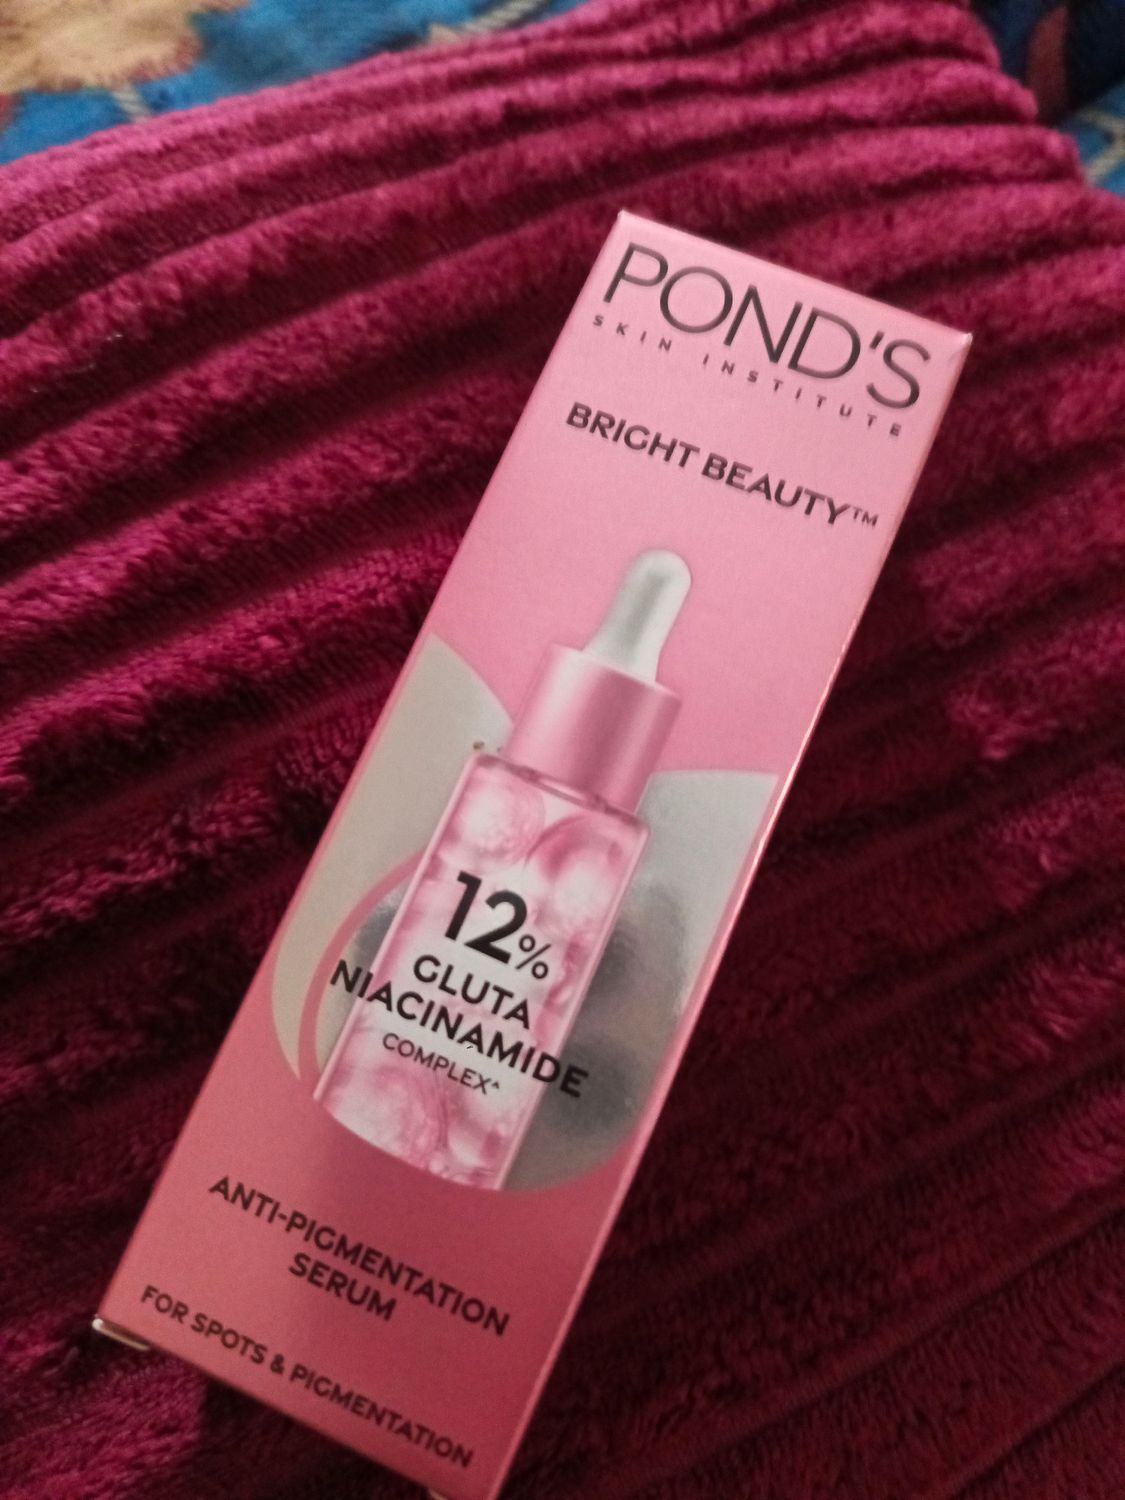 POND'S
SKIN INSTITUTE
BRIGHT BEAUTY™
12%
GLUTA
NIACINAMIDE
COMPLEX^
ANTI-PIGMENTATION
SERUM
FOR SPOTS & PIGMENTATION